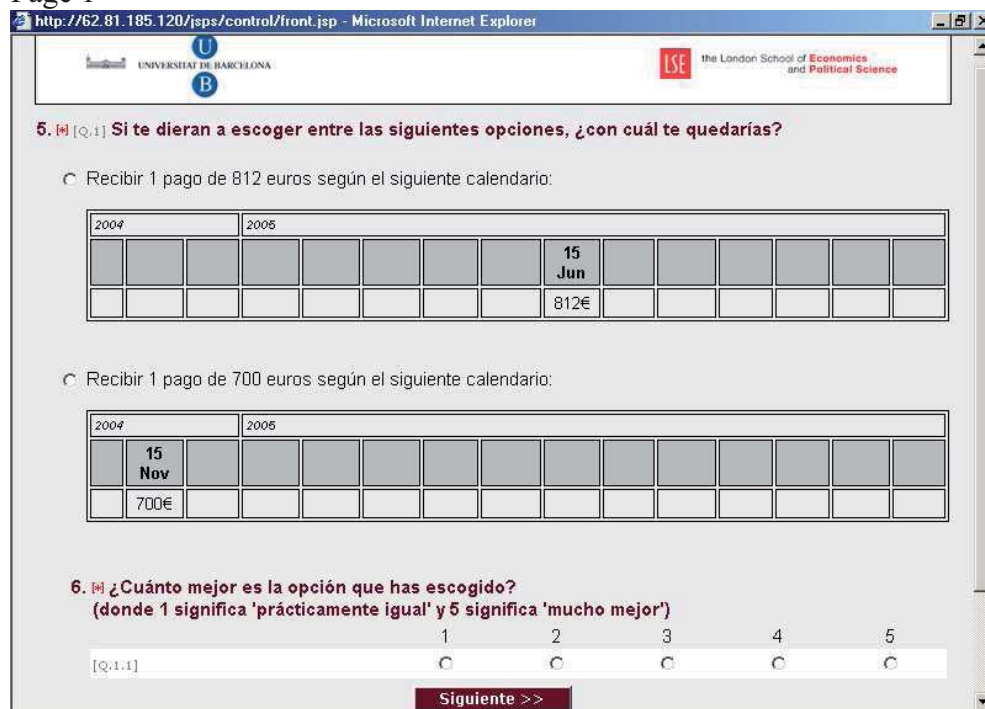 Page 1
http://62.81.185.120/jsps/control/front.jsp - Microsoft Internet Explorer
UNIVERSITAT DE BARCELONA
U
B
LSE
the London School of Economics
and Political Science
5. [*] [Q.1] Si te dieran a escoger entre las siguientes opciones, ¿con cuál te quedarías?
Recibir 1 pago de 812 euros según el siguiente calendario:
2004 2005
15
Jun
812€
Recibir 1 pago de 700 euros según el siguiente calendario:
2004 2005
15
Nov
700€
6. [*] ¿Cuánto mejor es la opción que has escogido?
(donde 1 significa 'prácticamente igual' y 5 significa 'mucho mejor')
1 2 3 4 5
[Q.1.1]
Siguiente >>